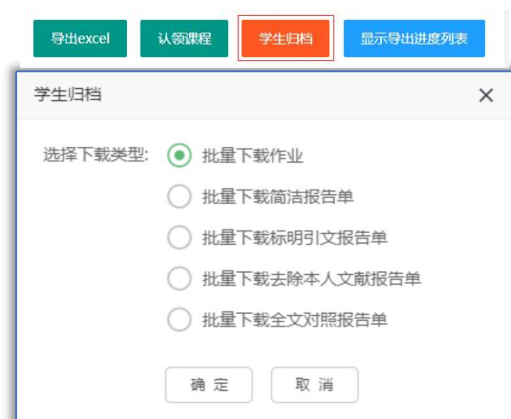 导出excel 认领课程 学生归档 显示导出进度列表
学生归档
选择下载类型: 批量下载作业
批量下载简洁报告单
批量下载标明引文报告单
批量下载去除本人文献报告单
批量下载全文对照报告单
确 定 取 消